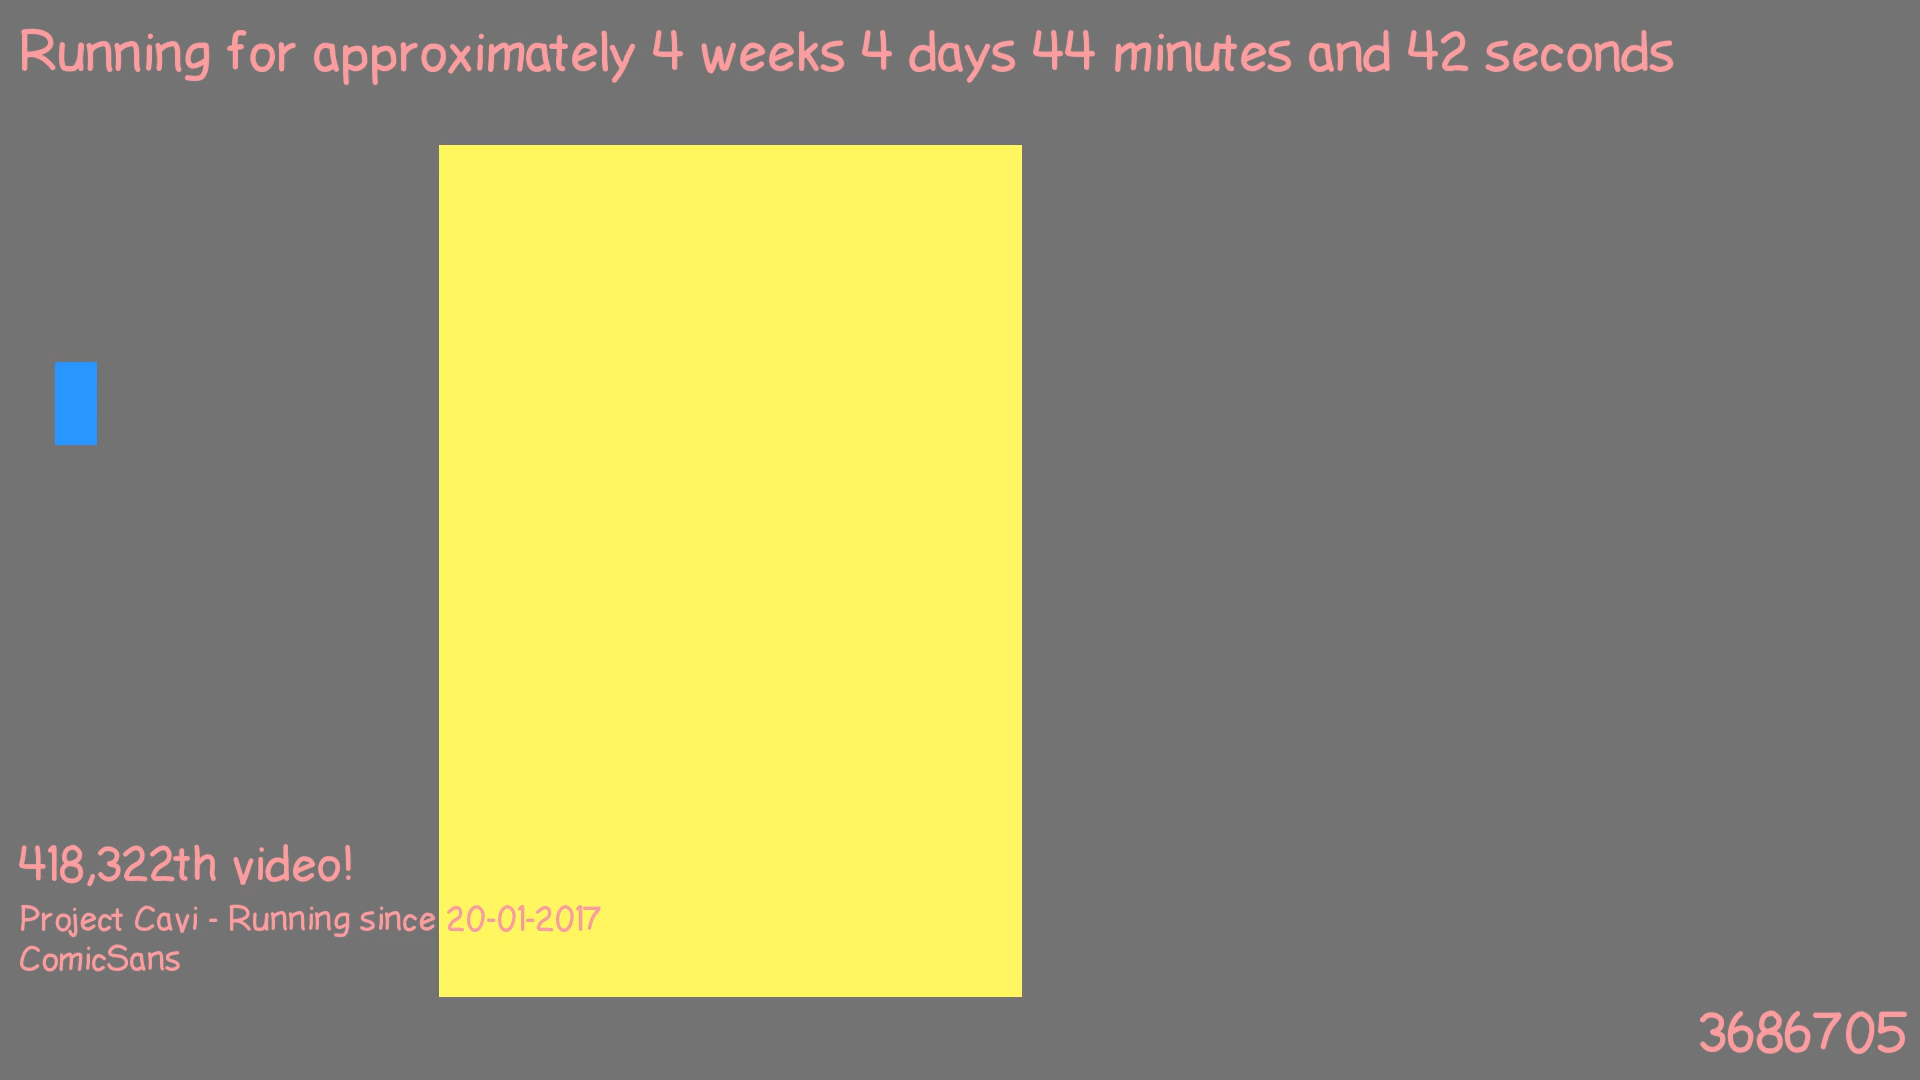 Running for approximately 4 weeks 4 days 44 minutes and 42 seconds
418,322th video!
Project Cavi - Running since 20-01-2017
ComicSans
3686705